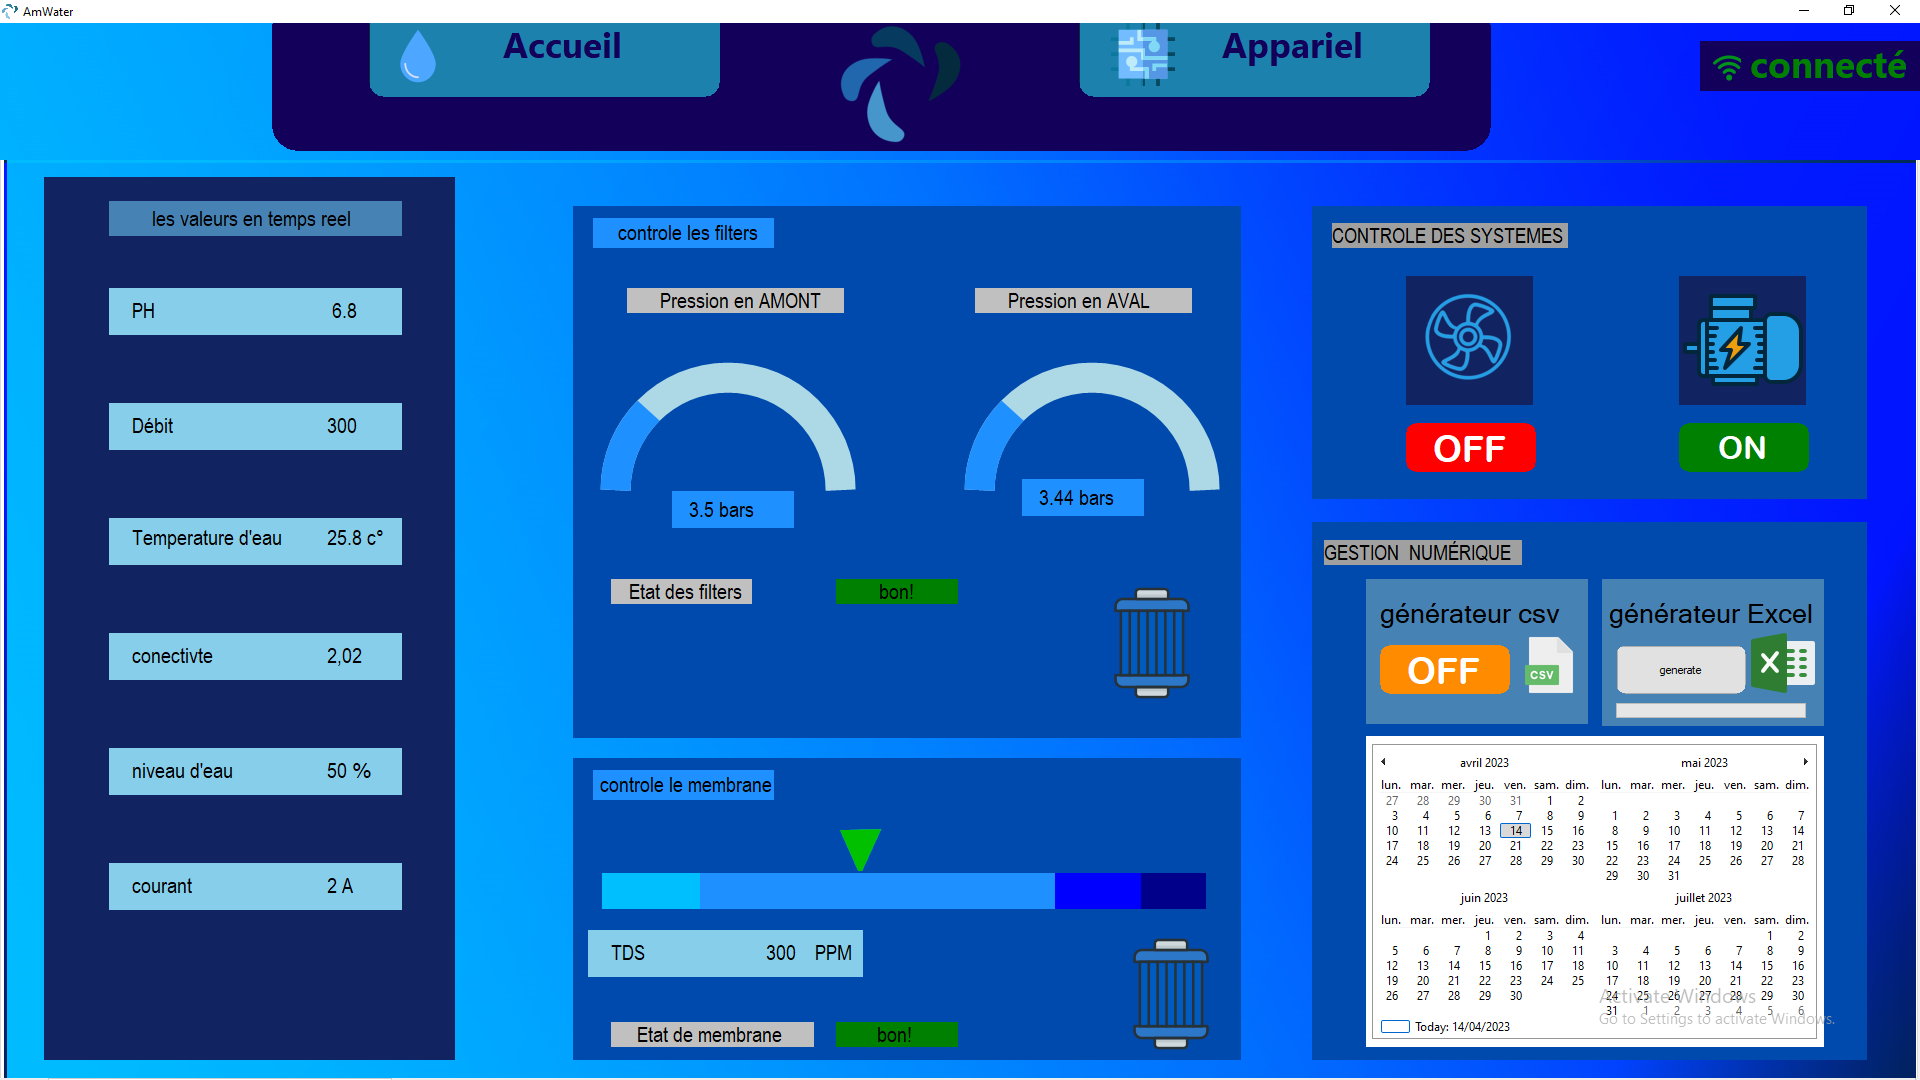 AmWater
Accueil
Appariel
connecté
les valeurs en temps reel
PH 6.8
Débit 300
Temperature d'eau 25.8 c°
conectivte 2,02
niveau d'eau 50 %
courant 2 A
controle les filters
Pression en AMONT Pression en AVAL
3.5 bars 3.44 bars
Etat des filters bon!
controle le membrane
TDS 300 PPM
Etat de membrane bon!
CONTROLE DES SYSTEMES
OFF ON
GESTION NUMÉRIQUE
générateur csv
OFF
CSV
générateur Excel
generate
X
avril 2023
lun. mar. mer. jeu. ven. sam. dim.
27 28 29 30 31 1 2
3 4 5 6 7 8 9
10 11 12 13 14 15 16
17 18 19 20 21 22 23
24 25 26 27 28 29 30
mai 2023
lun. mar. mer. jeu. ven. sam. dim.
1 2 3 4 5 6 7
8 9 10 11 12 13 14
15 16 17 18 19 20 21
22 23 24 25 26 27 28
29 30 31
juin 2023
lun. mar. mer. jeu. ven. sam. dim.
1 2 3 4
5 6 7 8 9 10 11
12 13 14 15 16 17 18
19 20 21 22 23 24 25
26 27 28 29 30
juillet 2023
lun. mar. mer. jeu. ven. sam. dim.
1 2
3 4 5 6 7 8 9
10 11 12 13 14 15 16
17 18 19 20 21 22 23
24 25 26 27 28 29 30
31 1 2 3 4 5 6
Today: 14/04/2023
Activate Windows
Go to Settings to activate Windows.